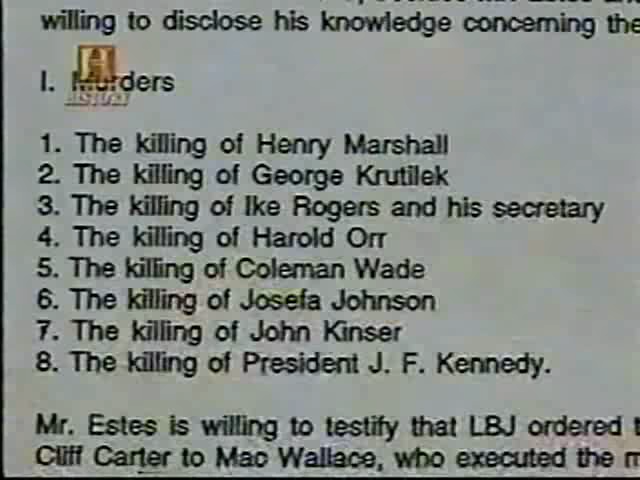 willing to disclose his knowledge concerning the
I. Murders
H
HISTORY
1. The killing of Henry Marshall
2. The killing of George Krutilek
3. The killing of Ike Rogers and his secretary
4. The killing of Harold Orr
5. The killing of Coleman Wade
6. The killing of Josefa Johnson
7. The killing of John Kinser
8. The killing of President J. F. Kennedy.
Mr. Estes is willing to testify that LBJ ordered
Cliff Carter to Mac Wallace, who executed the